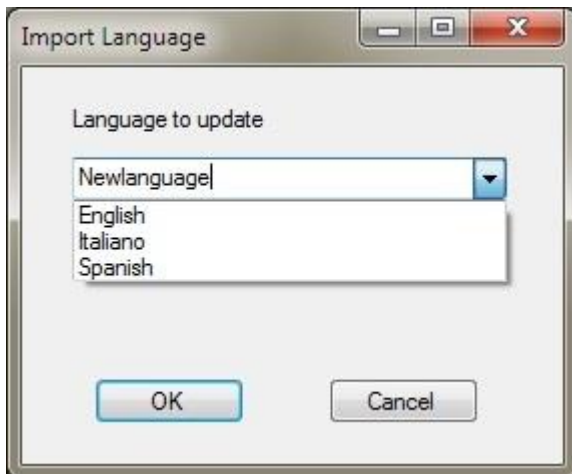 Import Language
Language to update
Newlanguage
English
Italiano
Spanish
OK
Cancel